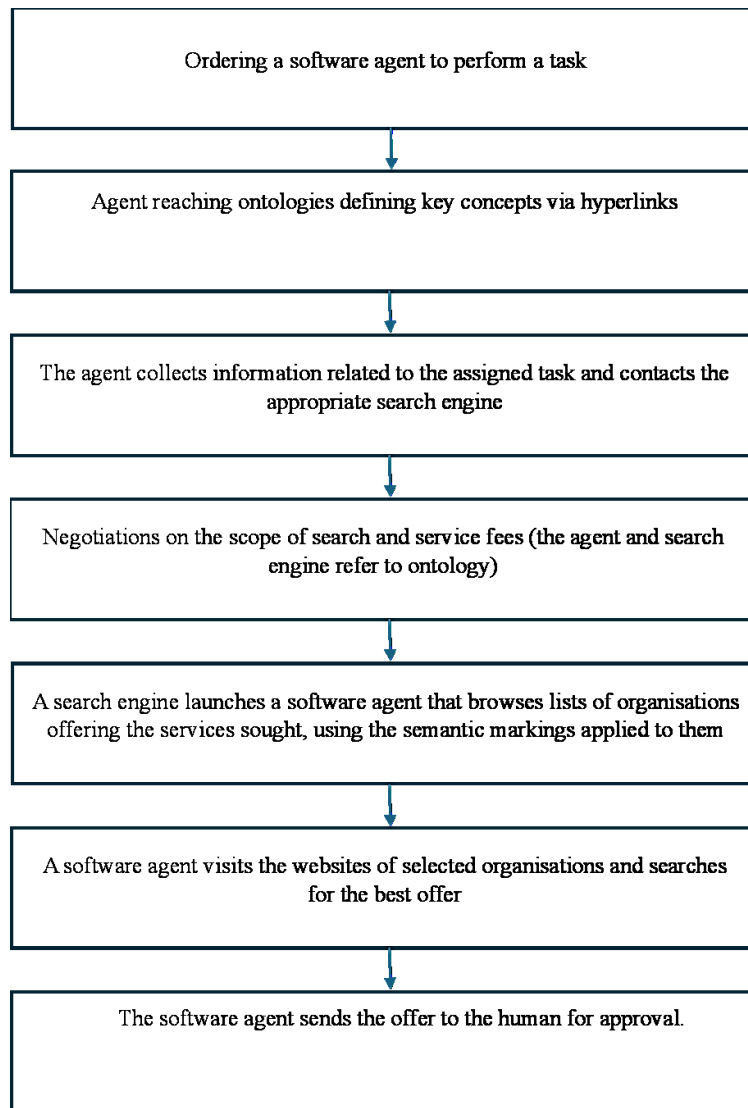 Ordering a software agent to perform a task
Agent reaching ontologies defining key concepts via hyperlinks
The agent collects information related to the assigned task and contacts the
appropriate search engine
Negotiations on the scope of search and service fees (the agent and search
engine refer to ontology)
A search engine launches a software agent that browses lists of organisations
offering the services sought, using the semantic markings applied to them
A software agent visits the websites of selected organisations and searches
for the best offer
The software agent sends the offer to the human for approval.